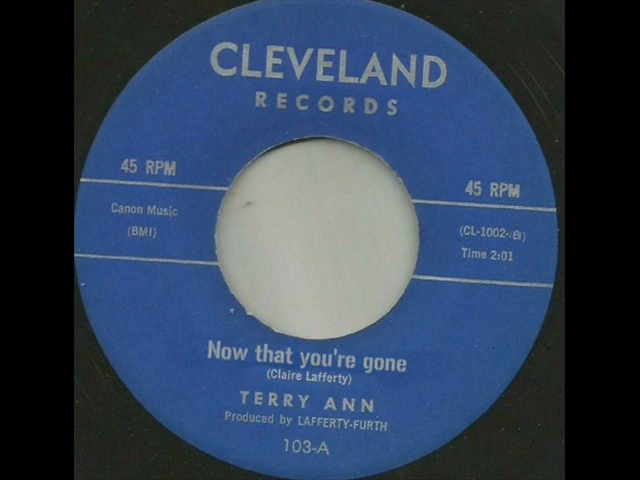 CLEVELAND
RECORDS
45 RPM
45 RPM
Canon Music
(BMI)
(CL-1002-
Time 2:01
Now that you're gone
(Claire Lafferty)
TERRY ANN
Produced by LAFFERTY-FURTH
103-A